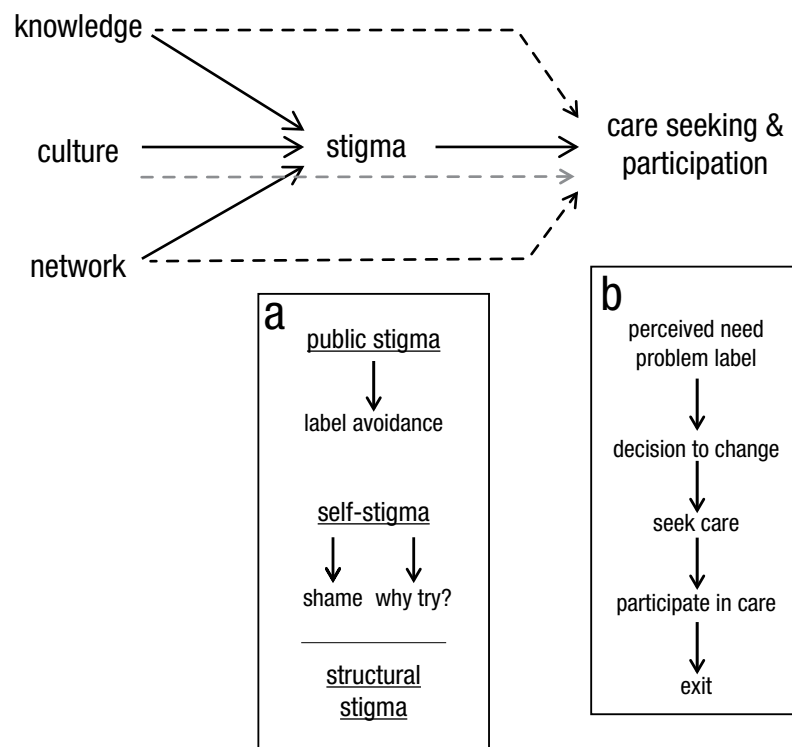 knowledge
culture
stigma
care seeking &
participation
network
a
public stigma
label avoidance
self-stigma
shame why try?
structural
stigma
b
perceived need
problem label
decision to change
seek care
participate in care
exit